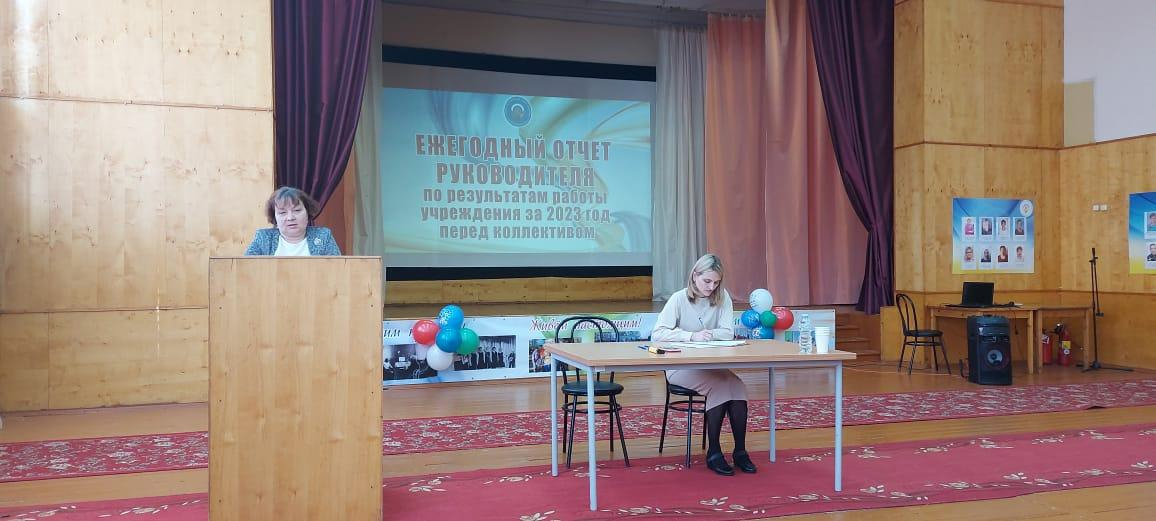 ЕЖЕГОДНЫЙ ОТЧЕТ
РУКОВОДИТЕЛЯ
по результатам работы
учреждения за 2023 год
перед коллективом